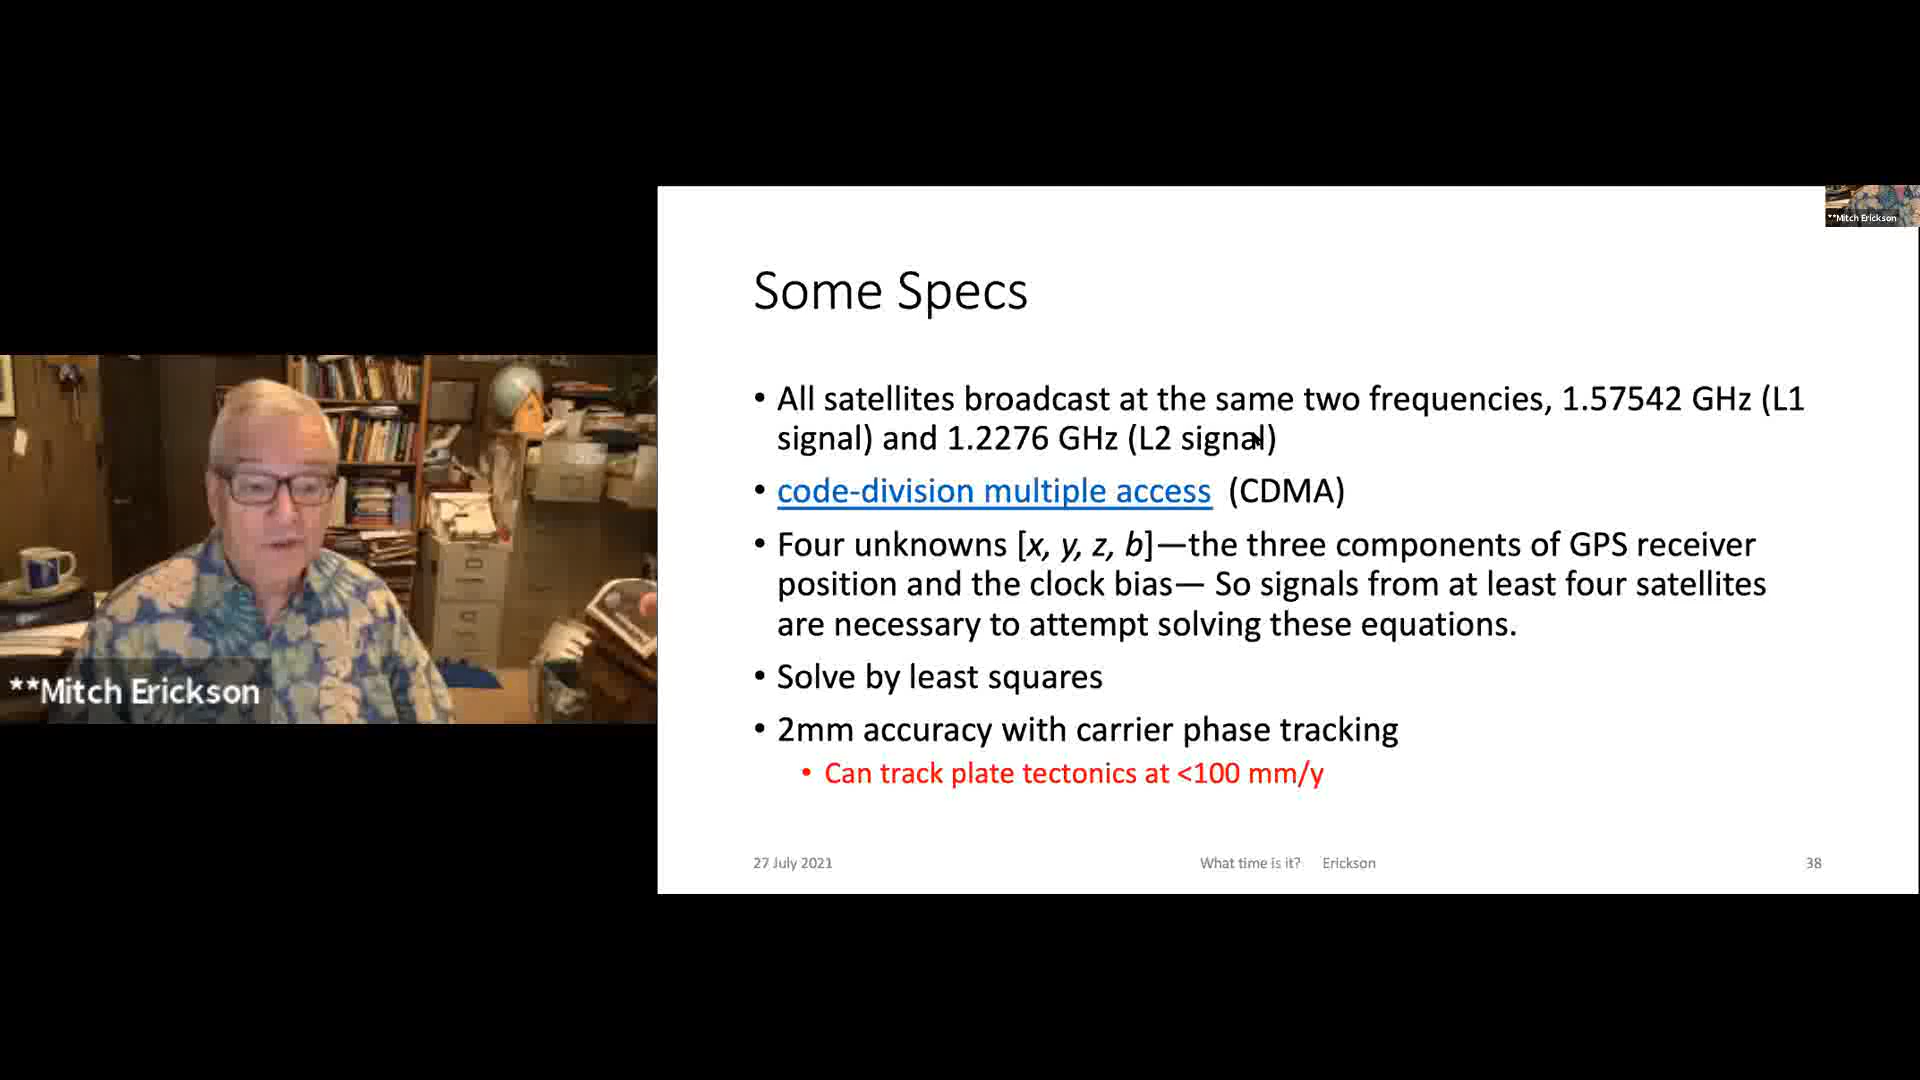 **Mitch Erickson
Some Specs
• All satellites broadcast at the same two frequencies, 1.57542 GHz (L1
signal) and 1.2276 GHz (L2 signal)
• code-division multiple access (CDMA)
• Four unknowns [x, y, z, b]—the three components of GPS receiver
position and the clock bias— So signals from at least four satellites
are necessary to attempt solving these equations.
• Solve by least squares
• 2mm accuracy with carrier phase tracking
• Can track plate tectonics at <100 mm/y
27 July 2021
What time is it? Erickson
38
**Mitch Erickson